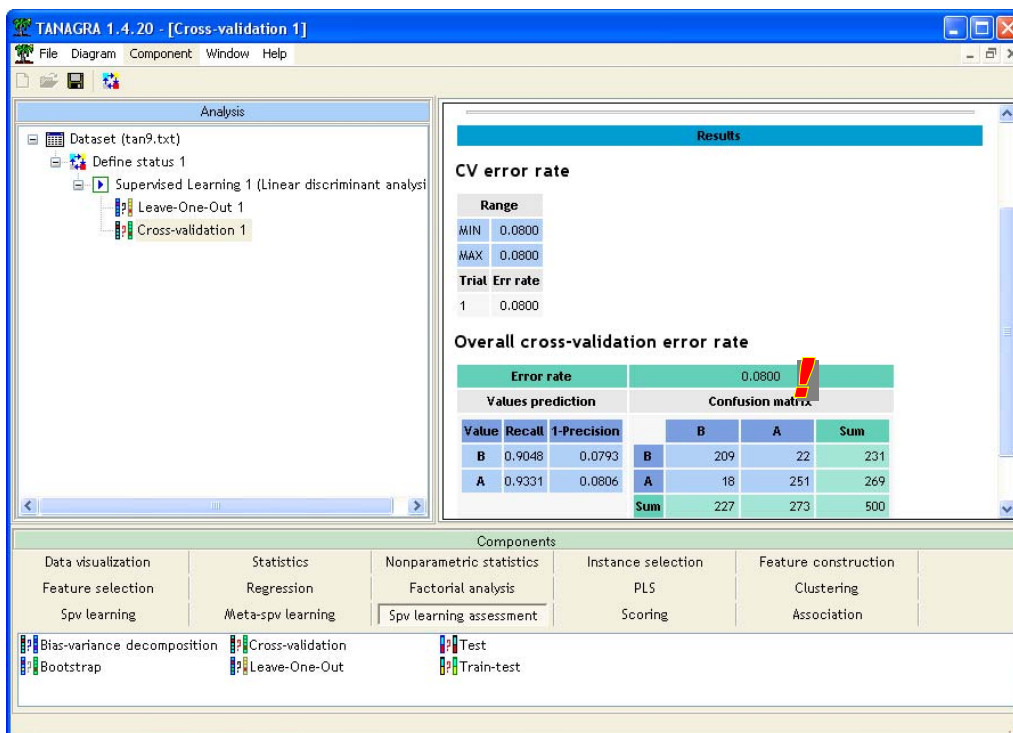 TANAGRA 1.4.20 - [Cross-validation 1]
File Diagram Component Window Help
Analysis
Dataset (tan9.txt)
Define status 1
Supervised Learning 1 (Linear discriminant analysi
Leave-One-Out 1
Cross-validation 1
Results
CV error rate
Range
MIN 0.0800
MAX 0.0800
Trial Err rate
1 0.0800
Overall cross-validation error rate
Error rate 0.0800
Values prediction Confusion matrix
Value Recall 1-Precision B A Sum
B 0.9048 0.0793 B 209 22 231
A 0.9331 0.0806 A 18 251 269
Sum 227 273 500
Components
Data visualization Statistics Nonparametric statistics Instance selection Feature construction
Feature selection Regression Factorial analysis PLS Clustering
Spv learning Meta-spv learning Spv learning assessment Scoring Association
Bias-variance decomposition Cross-validation Test
Bootstrap Leave-One-Out Train-test